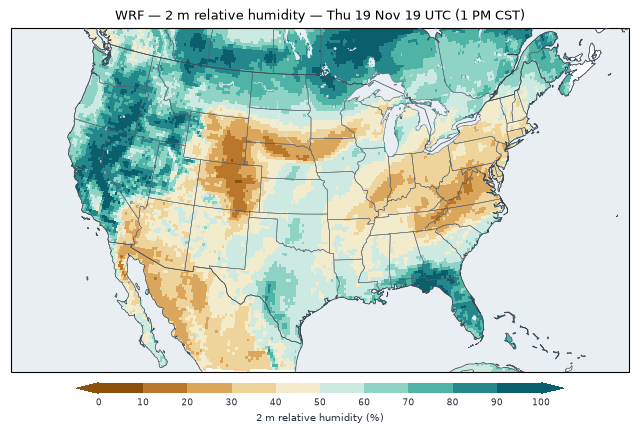 WRF — 2 m relative humidity — Thu 19 Nov 19 UTC (1 PM CST)
0 10 20 30 40 50 60 70 80 90 100
2 m relative humidity (%)